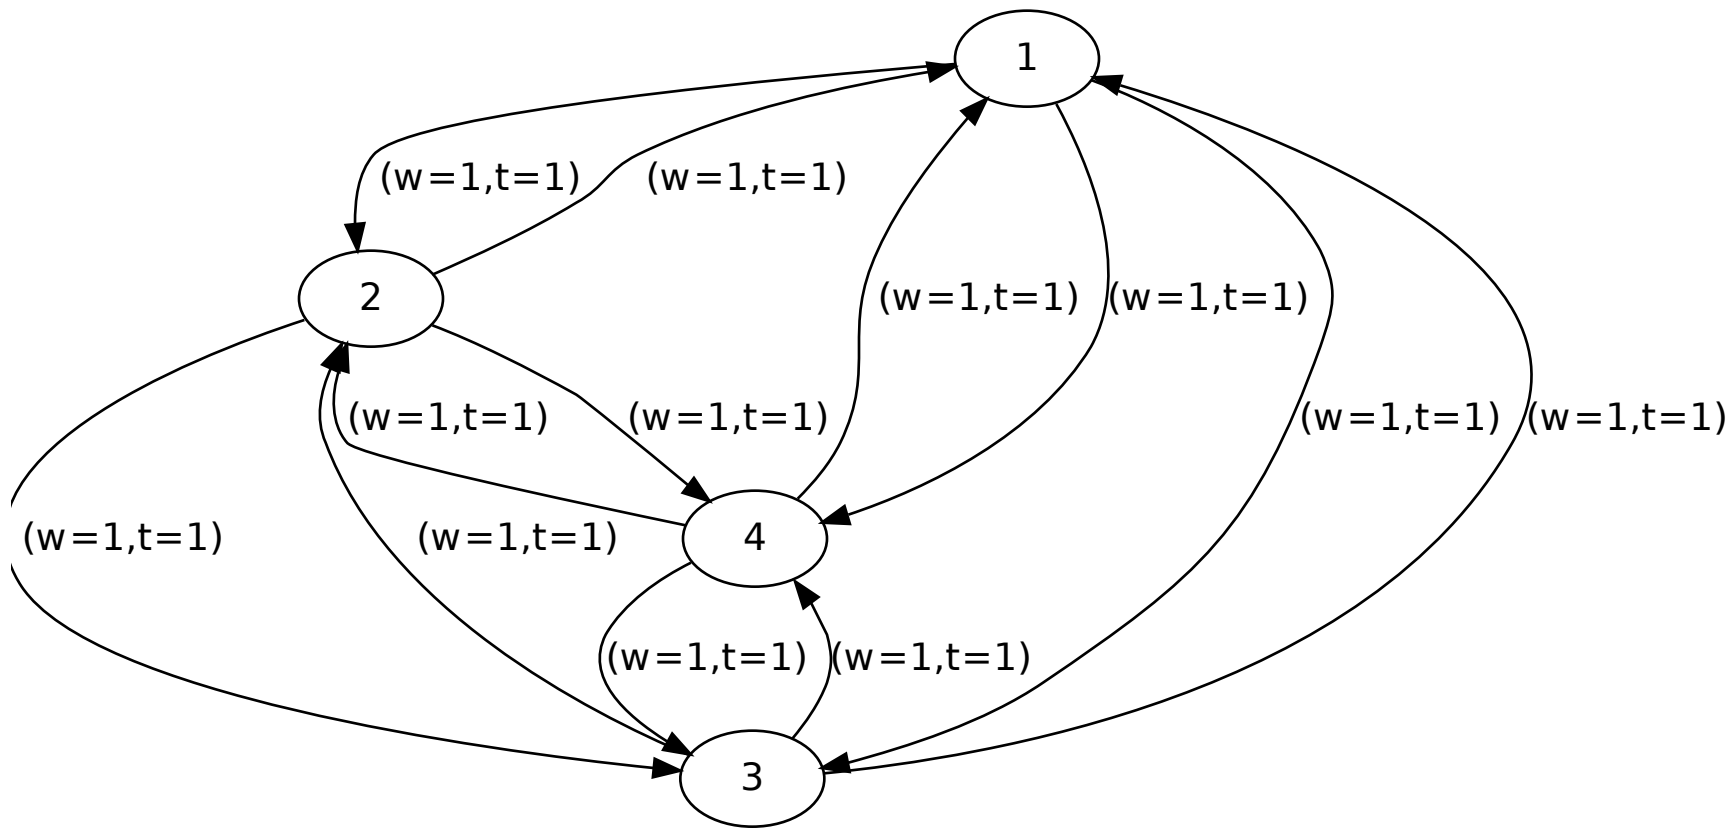 1
(w=1,t=1) (w=1,t=1)
2 (w=1,t=1) (w=1,t=1)
(w=1,t=1) (w=1,t=1) (w=1,t=1) (w=1,t=1)
(w=1,t=1) (w=1,t=1) 4
(w=1,t=1) (w=1,t=1)
3